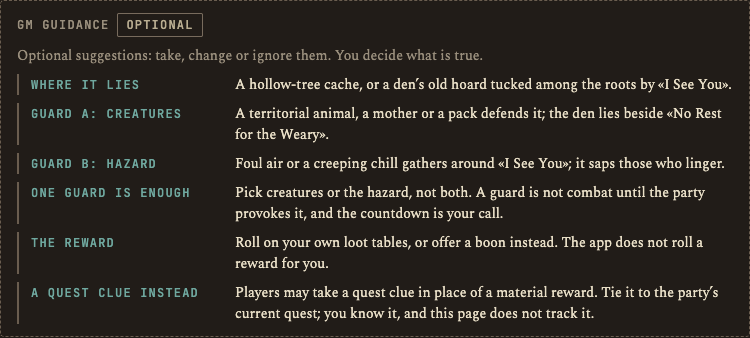 GM GUIDANCE OPTIONAL
Optional suggestions: take, change or ignore them. You decide what is true.
WHERE IT LIES A hollow-tree cache, or a den’s old hoard tucked among the roots by «I See You».
GUARD A: CREATURES A territorial animal, a mother or a pack defends it; the den lies beside «No Rest
for the Weary».
GUARD B: HAZARD Foul air or a creeping chill gathers around «I See You»; it saps those who linger.
ONE GUARD IS ENOUGH Pick creatures or the hazard, not both. A guard is not combat until the party
provokes it, and the countdown is your call.
THE REWARD Roll on your own loot tables, or offer a boon instead. The app does not roll a
reward for you.
A QUEST CLUE INSTEAD Players may take a quest clue in place of a material reward. Tie it to the party’s
current quest; you know it, and this page does not track it.